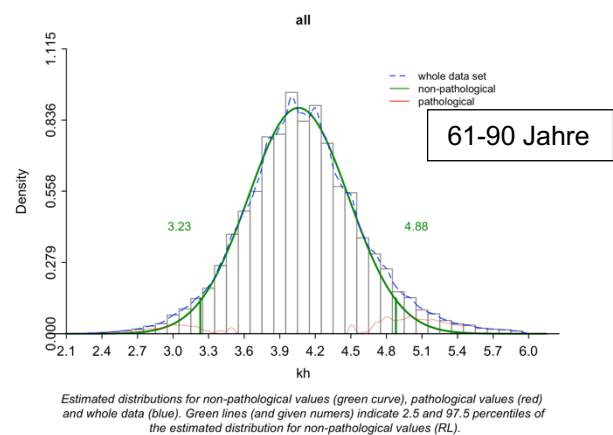 all
1.115
0.836
0.558
0.279
0.000
Density
whole data set
non-pathological
pathological
61-90 Jahre
3.23
4.88
2.1 2.4 2.7 3.0 3.3 3.6 3.9 4.2 4.5 4.8 5.1 5.4 5.7 6.0
kh
Estimated distributions for non-pathological values (green curve), pathological values (red)
and whole data (blue). Green lines (and given numers) indicate 2.5 and 97.5 percentiles of
the estimated distribution for non-pathological values (RL).